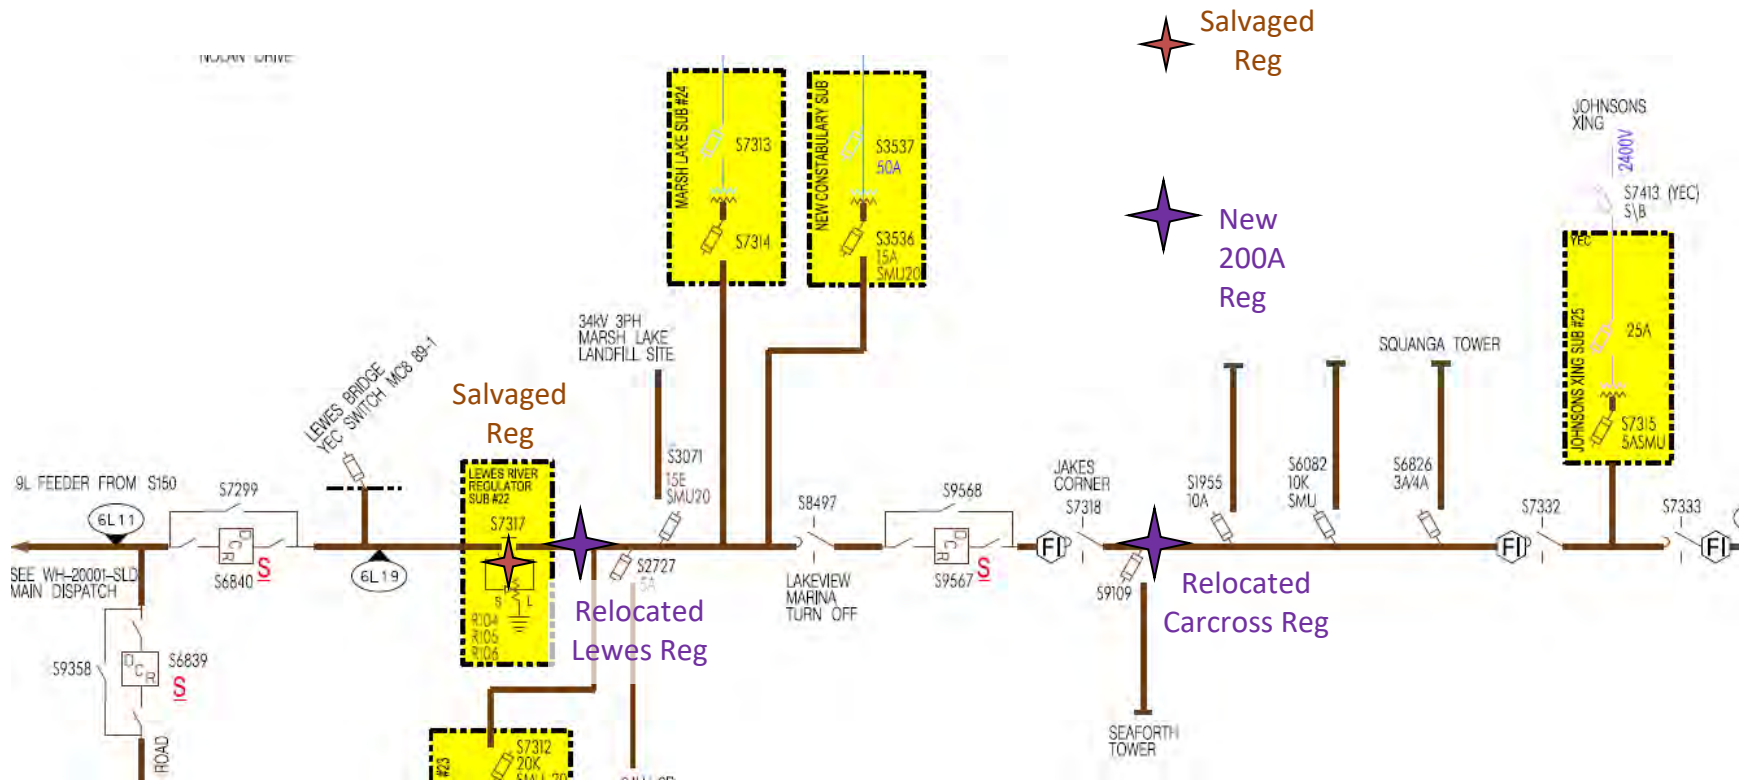 NOLAN DRIVE
Salvaged
Reg
New
200A
Reg
MARSH LAKE SUB #24
S7313
S7314
NEW CONSTABULARY SUB
S3537
50A
S3536
15A
SMU20
JOHNSONS
XING
2400V
S7413 (YEC)
S\B
YEC
JOHNSONS XING SUB #25
25A
S7315
5ASMU
34kV 3PH
MARSH LAKE
LANDFILL SITE
SQUANGA TOWER
LEWES BRIDGE
YEC SWITCH MC8 89-1
Salvaged
Reg
9L FEEDER FROM S150
6L11
S7299
D
C
R
S6840
S
SEE WH-20001-SLD
MAIN DISPATCH
6L19
LEWES RIVER
REGULATOR
SUB #22
S7317
S L
R104
R105
R106
S3071
15E
SMU20
S2727
5A
Relocated
Lewes Reg
S8497
LAKEVIEW
MARINA
TURN OFF
S9568
D
C
R
S9567
S
JAKES
CORNER
S7318
FI
S9109
Relocated
Carcross Reg
S1955
10A
S6082
10K
SMU
S6826
3A/4A
FI
S7332
S7333
FI
S9358
D
C
R
S6839
S
ROAD
#23
S7312
20K
SMU 20
SEAFORTH
TOWER